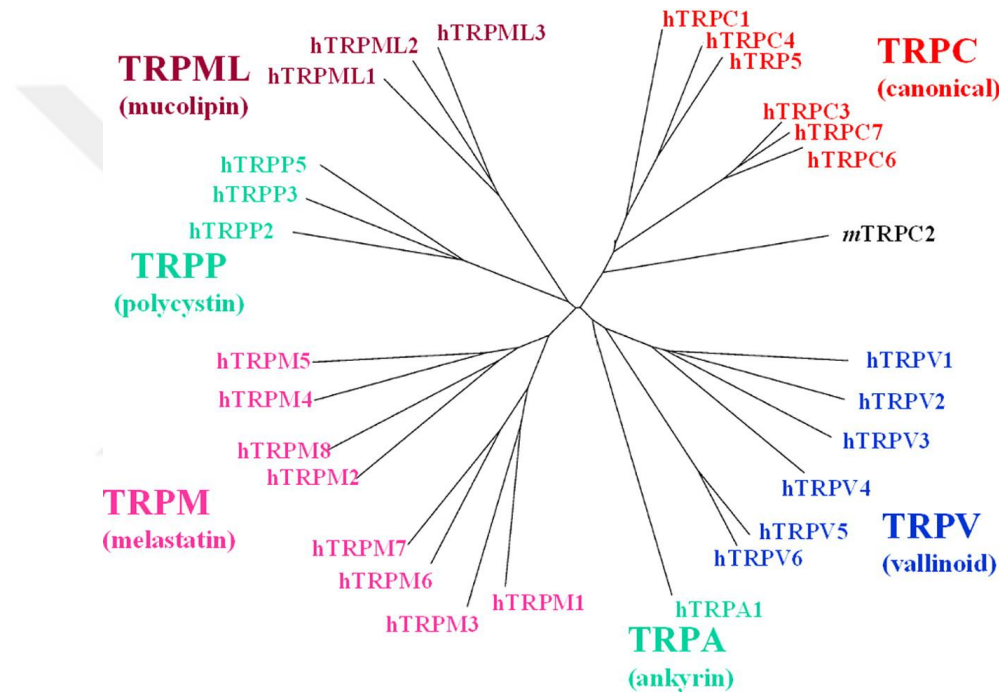 hTRPML3
hTRPML2
hTRPML1
TRPML
(mucolipin)
hTRPC1
hTRPC4
hTRP5
TRPC
(canonical)
hTRPC3
hTRPC7
hTRPC6
mTRPC2
hTRPP5
hTRPP3
hTRPP2
TRPP
(polycystin)
hTRPM5
hTRPM4
hTRPM8
hTRPM2
TRPM
(melastatin)
hTRPM7
hTRPM6
hTRPM3
hTRPM1
hTRPV1
hTRPV2
hTRPV3
hTRPV4
hTRPV5
hTRPV6
TRPV
(vallinoid)
hTRPA1
TRPA
(ankyrin)